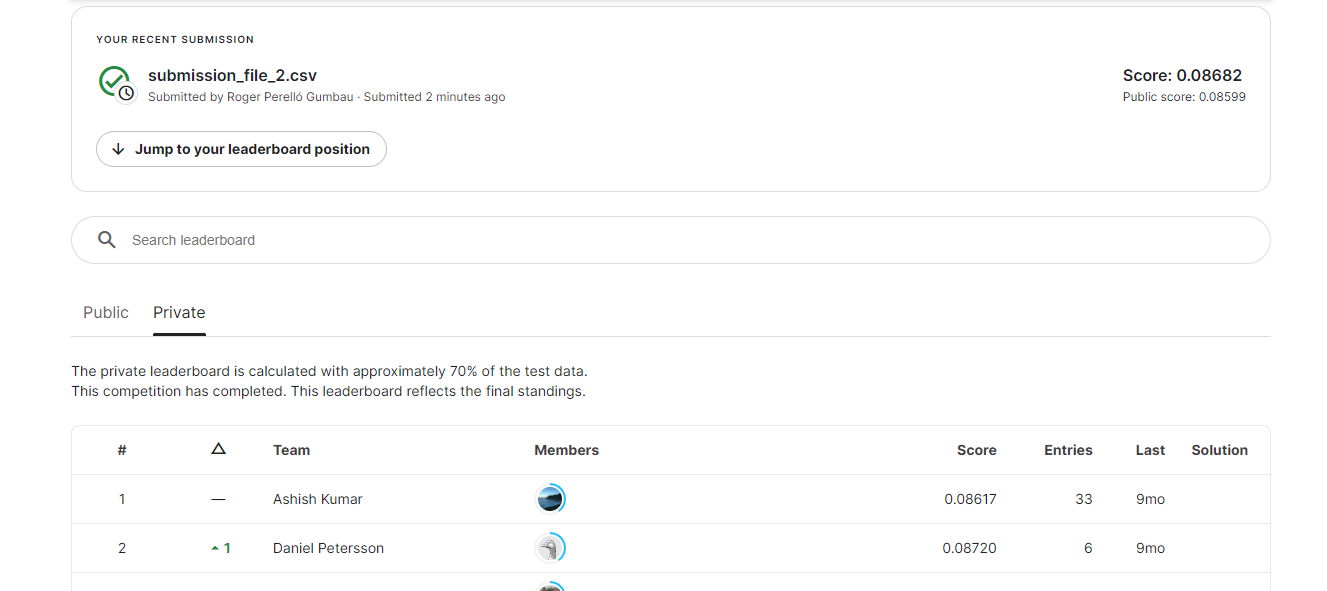 YOUR RECENT SUBMISSION
submission_file_2.csv
Score: 0.08682
Submitted by Roger Perelló Gumbau · Submitted 2 minutes ago
Public score: 0.08599
Jump to your leaderboard position
Search leaderboard
Public Private
The private leaderboard is calculated with approximately 70% of the test data.
This competition has completed. This leaderboard reflects the final standings.
# △ Team Members Score Entries Last Solution
1 — Ashish Kumar 0.08617 33 9mo
2 1 Daniel Petersson 0.08720 6 9mo